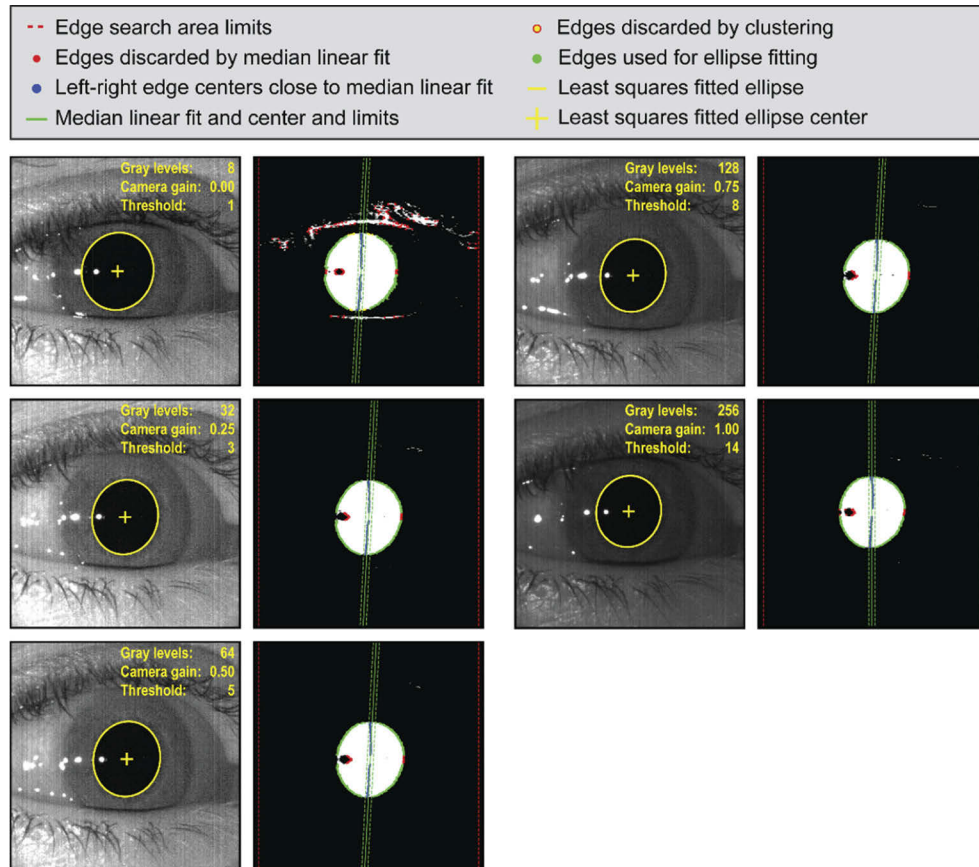 Edge search area limits
Edges discarded by median linear fit
Left-right edge centers close to median linear fit
Median linear fit and center and limits
Edges discarded by clustering
Edges used for ellipse fitting
Least squares fitted ellipse
Least squares fitted ellipse center
Gray levels: 8
Camera gain: 0.00
Threshold: 1
Gray levels: 128
Camera gain: 0.75
Threshold: 8
Gray levels: 32
Camera gain: 0.25
Threshold: 3
Gray levels: 256
Camera gain: 1.00
Threshold: 14
Gray levels: 64
Camera gain: 0.50
Threshold: 5